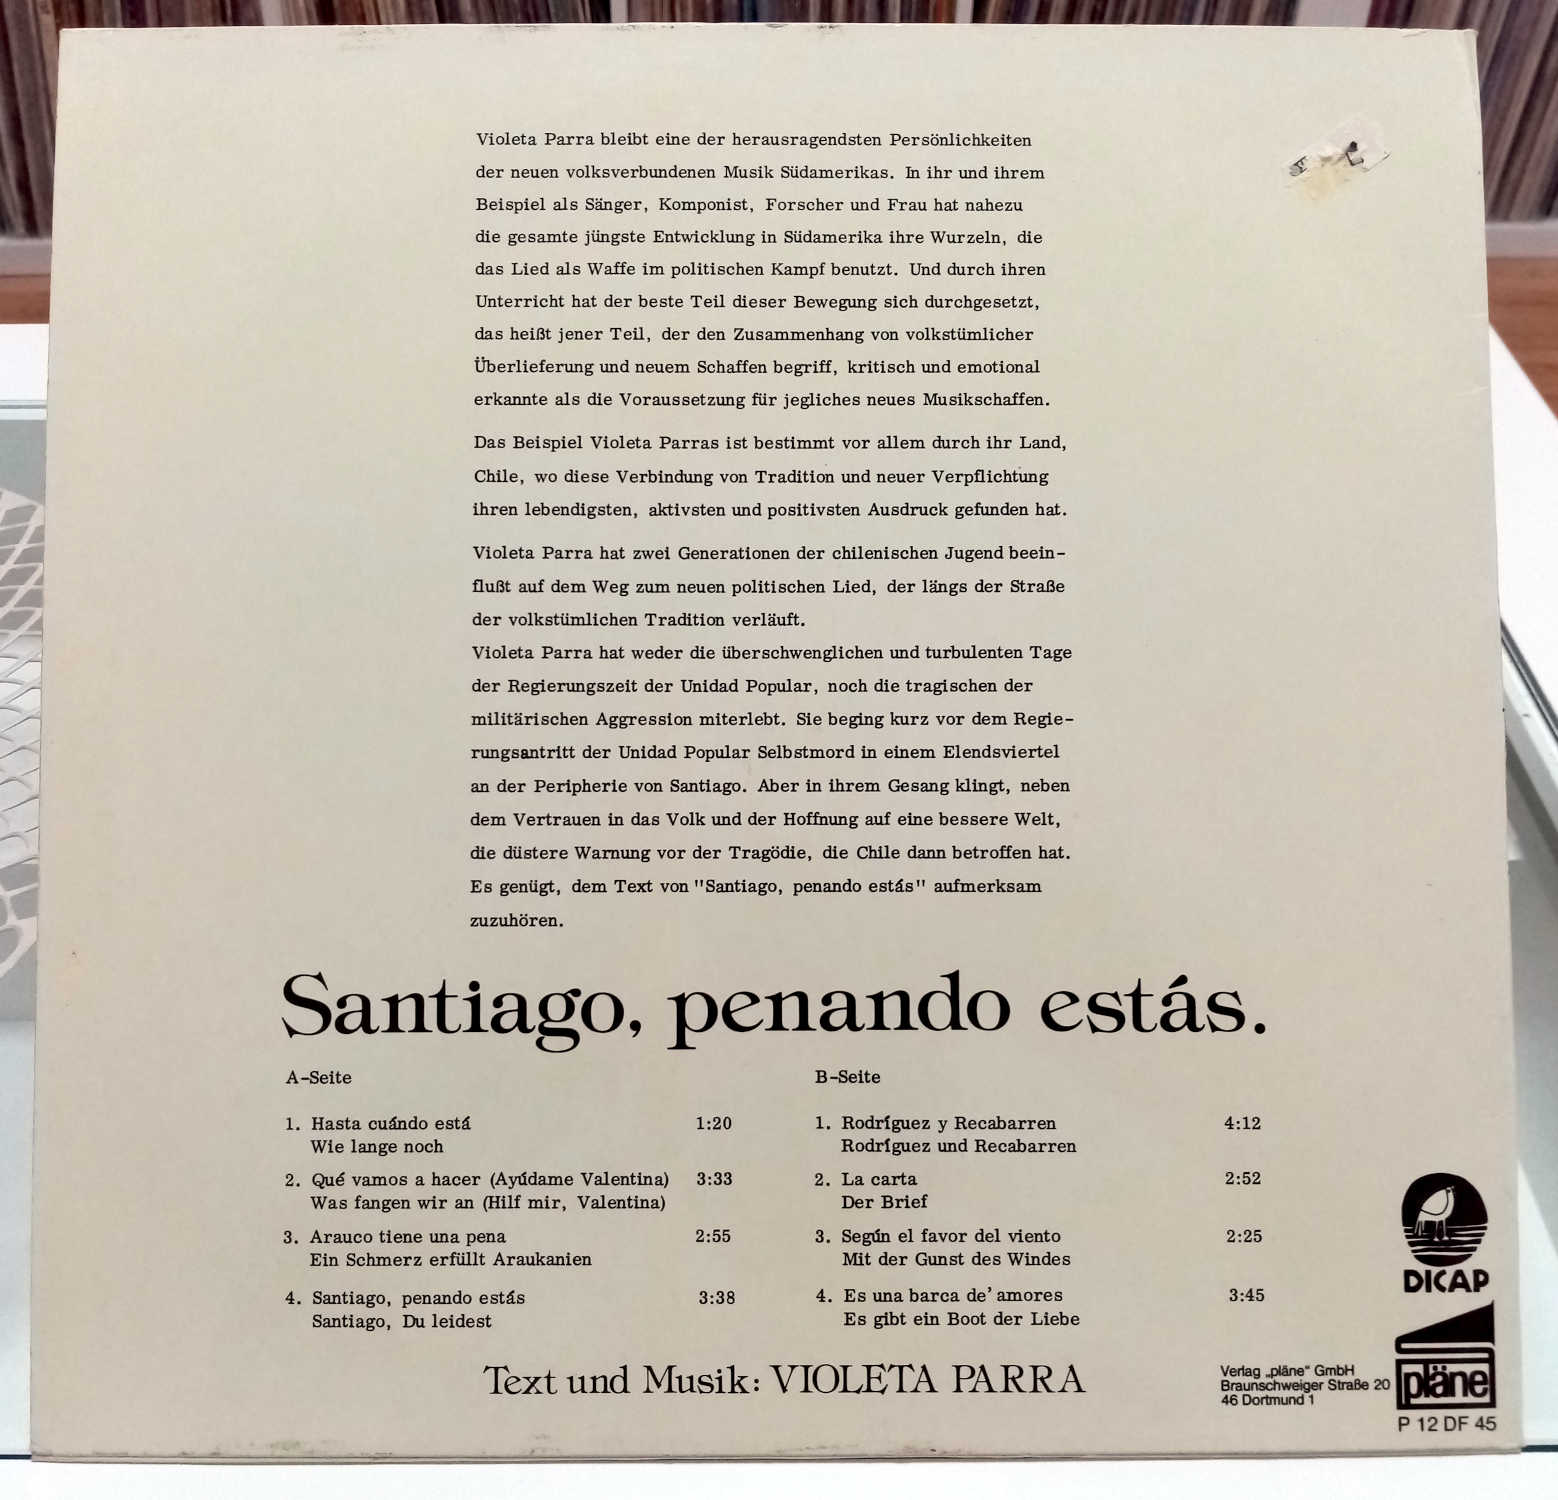 Violeta Parra bleibt eine der herausragendsten Persönlichkeiten
der neuen volksverbundenen Musik Südamerikas. In ihr und ihrem
Beispiel als Sänger, Komponist, Forscher und Frau hat nahezu
die gesamte jüngste Entwicklung in Südamerika ihre Wurzeln, die
das Lied als Waffe im politischen Kampf benutzt. Und durch ihren
Unterricht hat der beste Teil dieser Bewegung sich durchgesetzt,
das heißt jener Teil, der den Zusammenhang von volkstümlicher
Überlieferung und neuem Schaffen begriff, kritisch und emotional
erkannte als die Voraussetzung für jegliches neues Musikschaffen.
Das Beispiel Violeta Parras ist bestimmt vor allem durch ihr Land,
Chile, wo diese Verbindung von Tradition und neuer Verpflichtung
ihren lebendigsten, aktivsten und positivsten Ausdruck gefunden hat.
Violeta Parra hat zwei Generationen der chilenischen Jugend beein-
flußt auf dem Weg zum neuen politischen Lied, der längs der Straße
der volkstümlichen Tradition verläuft.
Violeta Parra hat weder die überschwenglichen und turbulenten Tage
der Regierungszeit der Unidad Popular, noch die tragischen der
militärischen Aggression miterlebt. Sie beging kurz vor dem Regie-
rungsantritt der Unidad Popular Selbstmord in einem Elendsviertel
an der Peripherie von Santiago. Aber in ihrem Gesang klingt, neben
dem Vertrauen in das Volk und der Hoffnung auf eine bessere Welt,
die düstere Warnung vor der Tragödie, die Chile dann betroffen hat.
Es genügt, dem Text von "Santiago, penando estás" aufmerksam
zuzuhören.
Santiago, penando estás.
A-Seite
1. Hasta cuándo está 1:20
Wie lange noch
2. Qué vamos a hacer (Ayúdame Valentina) 3:33
Was fangen wir an (Hilf mir, Valentina)
3. Arauco tiene una pena 2:55
Ein Schmerz erfüllt Araukanien
4. Santiago, penando estás 3:38
Santiago, Du leidest
B-Seite
1. Rodríguez y Recabarren 4:12
Rodríguez und Recabarren
2. La carta 2:52
Der Brief
3. Según el favor del viento 2:25
Mit der Gunst des Windes
4. Es una barca de' amores 3:45
Es gibt ein Boot der Liebe
Text und Musik: VIOLETA PARRA
Verlag „pläne“ GmbH
Braunschweiger Straße 20
46 Dortmund 1
DICAP
pläne
P 12 DF 45